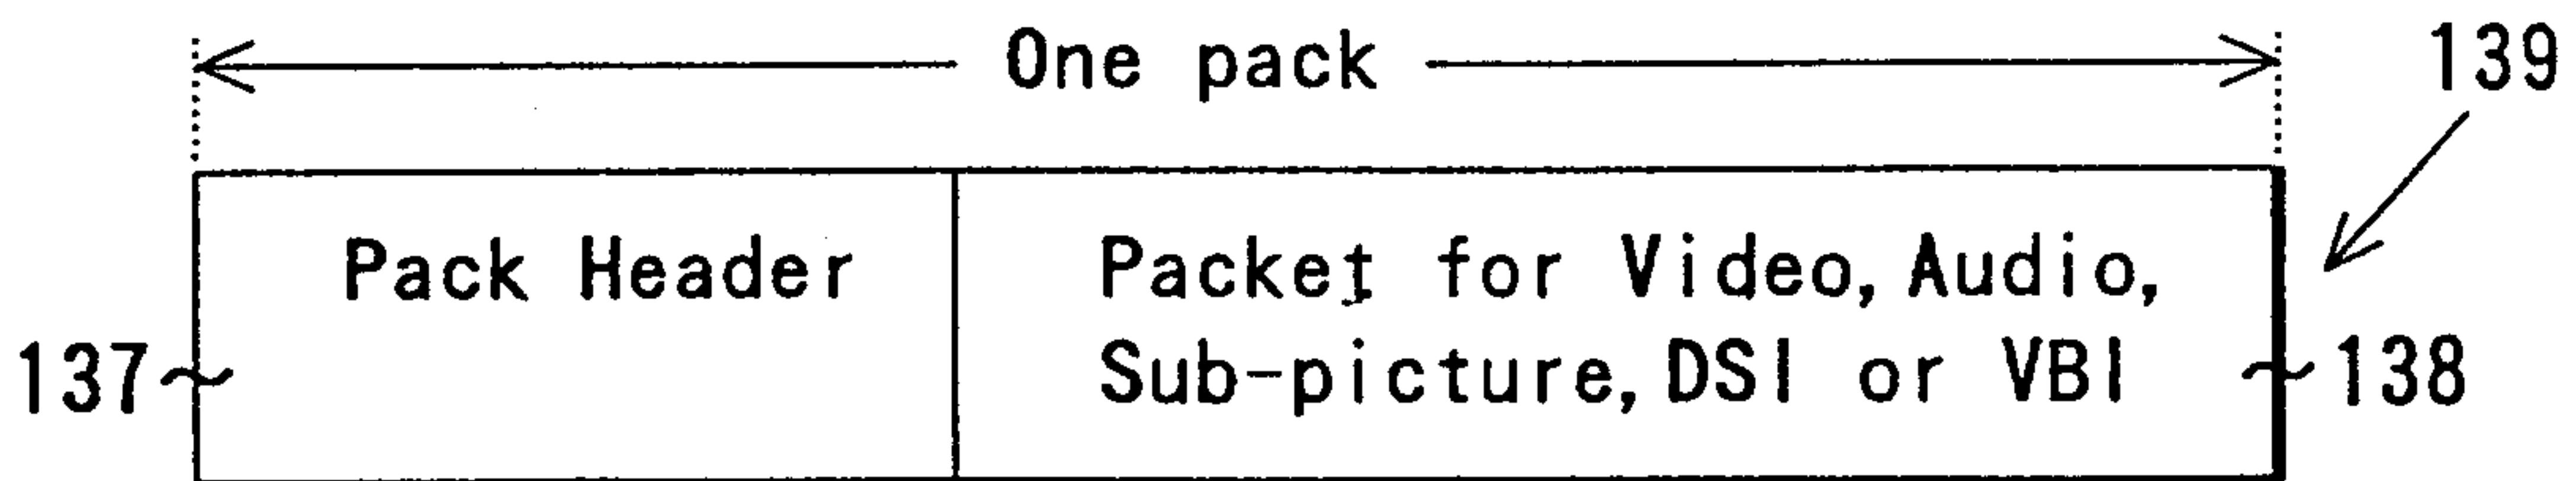 One pack
139
Pack Header
Packet for Video, Audio,
Sub-picture, DSI or VBI
137
138